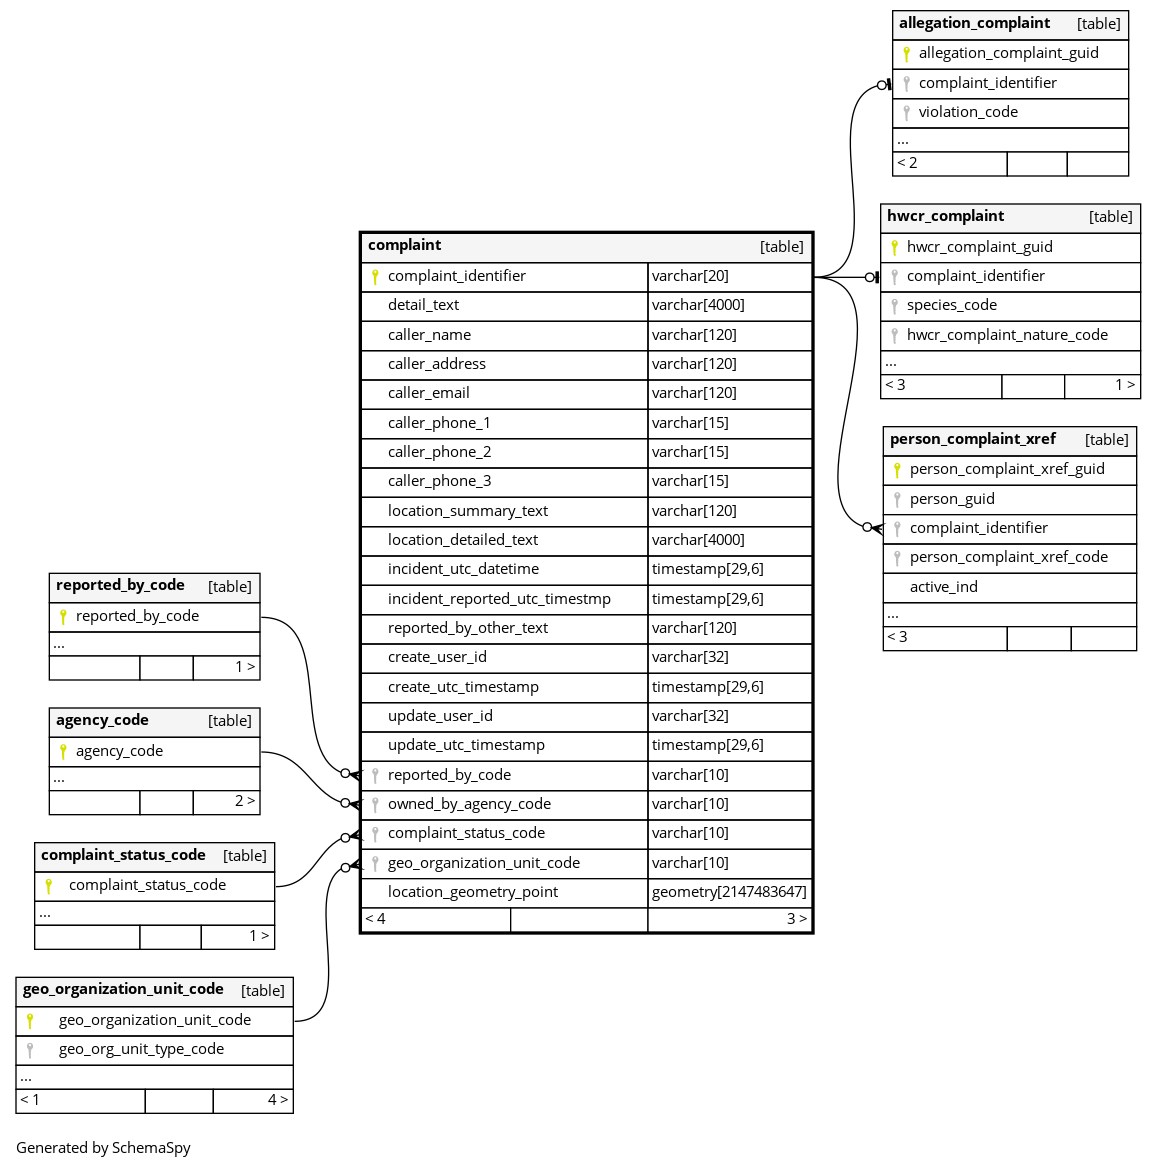 allegation_complaint [table]
allegation_complaint_guid
complaint_identifier
violation_code
...
< 2
hwcr_complaint [table]
hwcr_complaint_guid
complaint_identifier
species_code
hwcr_complaint_nature_code
...
< 3 1 >
person_complaint_xref [table]
person_complaint_xref_guid
person_guid
complaint_identifier
person_complaint_xref_code
active_ind
...
< 3
complaint [table]
complaint_identifier varchar[20]
detail_text varchar[4000]
caller_name varchar[120]
caller_address varchar[120]
caller_email varchar[120]
caller_phone_1 varchar[15]
caller_phone_2 varchar[15]
caller_phone_3 varchar[15]
location_summary_text varchar[120]
location_detailed_text varchar[4000]
incident_utc_datetime timestamp[29,6]
incident_reported_utc_timestmp timestamp[29,6]
reported_by_other_text varchar[120]
create_user_id varchar[32]
create_utc_timestamp timestamp[29,6]
update_user_id varchar[32]
update_utc_timestamp timestamp[29,6]
reported_by_code varchar[10]
owned_by_agency_code varchar[10]
complaint_status_code varchar[10]
geo_organization_unit_code varchar[10]
location_geometry_point geometry[2147483647]
< 4 3 >
reported_by_code [table]
reported_by_code
...
1 >
agency_code [table]
agency_code
...
2 >
complaint_status_code [table]
complaint_status_code
...
1 >
geo_organization_unit_code [table]
geo_organization_unit_code
geo_org_unit_type_code
...
< 1 4 >
Generated by SchemaSpy